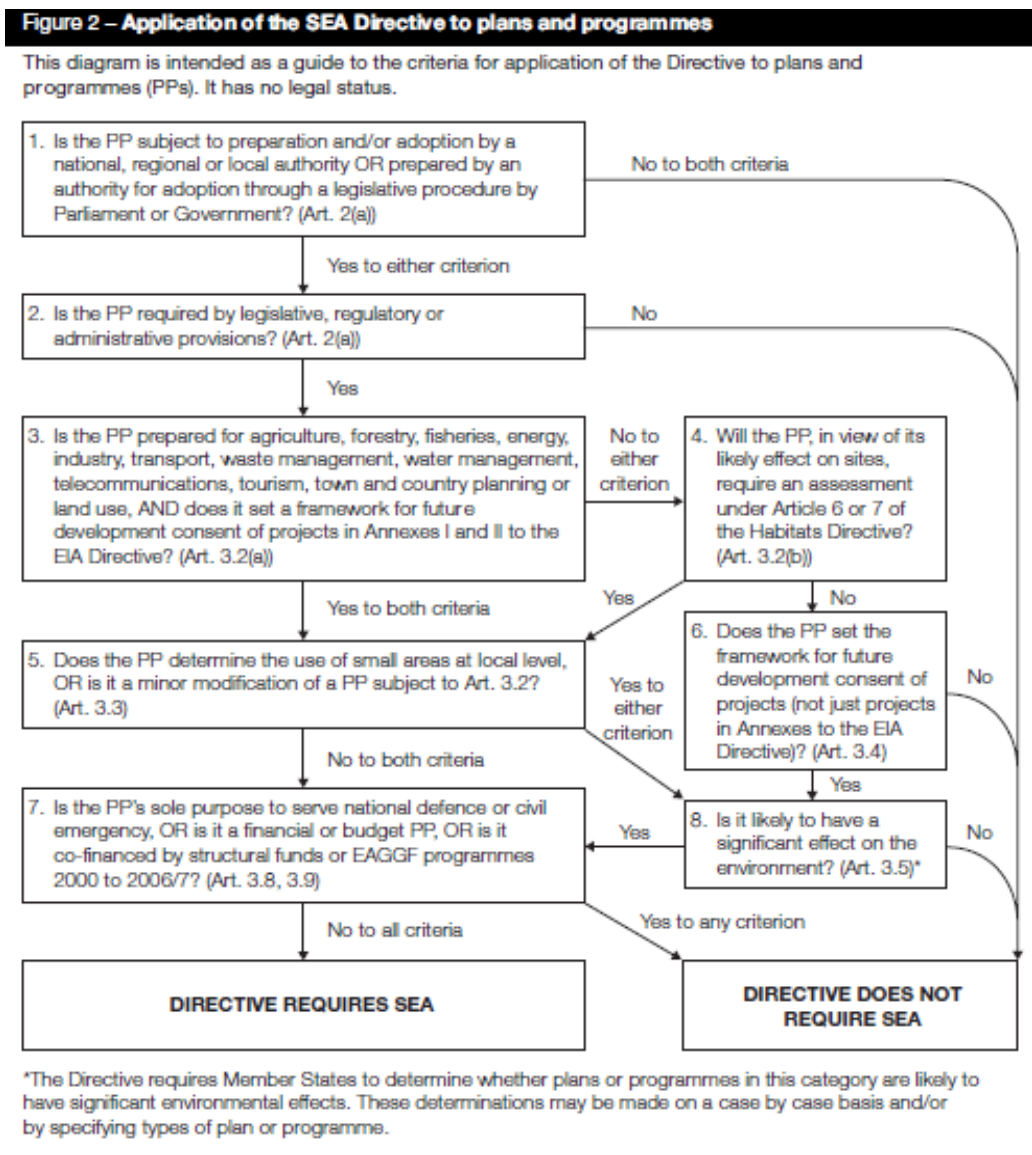 Figure 2 – Application of the SEA Directive to plans and programmes
This diagram is intended as a guide to the criteria for application of the Directive to plans and
programmes (PPs). It has no legal status.
1. Is the PP subject to preparation and/or adoption by a
national, regional or local authority OR prepared by an
authority for adoption through a legislative procedure by
Parliament or Government? (Art. 2(a))
No to both criteria
Yes to either criterion
2. Is the PP required by legislative, regulatory or
administrative provisions? (Art. 2(a))
No
Yes
3. Is the PP prepared for agriculture, forestry, fisheries, energy,
industry, transport, waste management, water management,
telecommunications, tourism, town and country planning or
land use, AND does it set a framework for future
development consent of projects in Annexes I and II to the
EIA Directive? (Art. 3.2(a))
No to
either
criterion
4. Will the PP, in view of its
likely effect on sites,
require an assessment
under Article 6 or 7
of the Habitats Directive?
(Art. 3.2(b))
Yes to both criteria
Yes
No
5. Does the PP determine the use of small areas at local level,
OR is it a minor modification of a PP subject to Art. 3.2?
(Art. 3.3)
Yes to
either
criterion
6. Does the PP set the
framework for future
development consent of
projects (not just projects
in Annexes to the EIA
Directive)? (Art. 3.4)
No
No to both criteria
Yes
7. Is the PP's sole purpose to serve national defence or civil
emergency, OR is it a financial or budget PP, OR is it
co-financed by structural funds or EAGGF programmes
2000 to 2006/7? (Art. 3.8, 3.9)
Yes
8. Is it likely to have a
significant effect on the
environment? (Art. 3.5)*
No
No to all criteria
Yes to any criterion
DIRECTIVE REQUIRES SEA
DIRECTIVE DOES NOT
REQUIRE SEA
*The Directive requires Member States to determine whether plans or programmes in this category are likely to
have significant environmental effects. These determinations may be made on a case by case basis and/or
by specifying types of plan or programme.